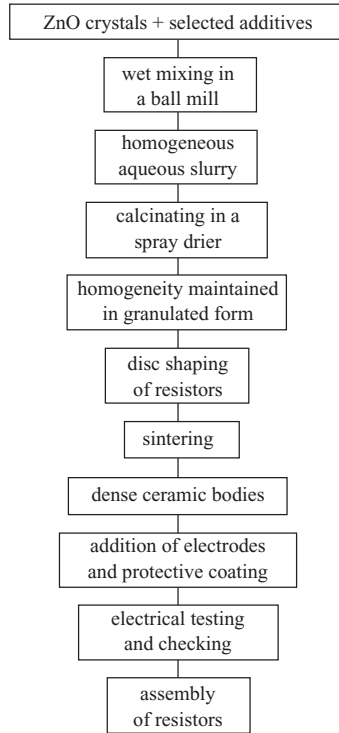 ZnO crystals + selected additives
wet mixing in
a ball mill
homogeneous
aqueous slurry
calcinating in a
spray drier
homogeneity maintained
in granulated form
disc shaping
of resistors
sintering
dense ceramic bodies
addition of electrodes
and protective coating
electrical testing
and checking
assembly
of resistors